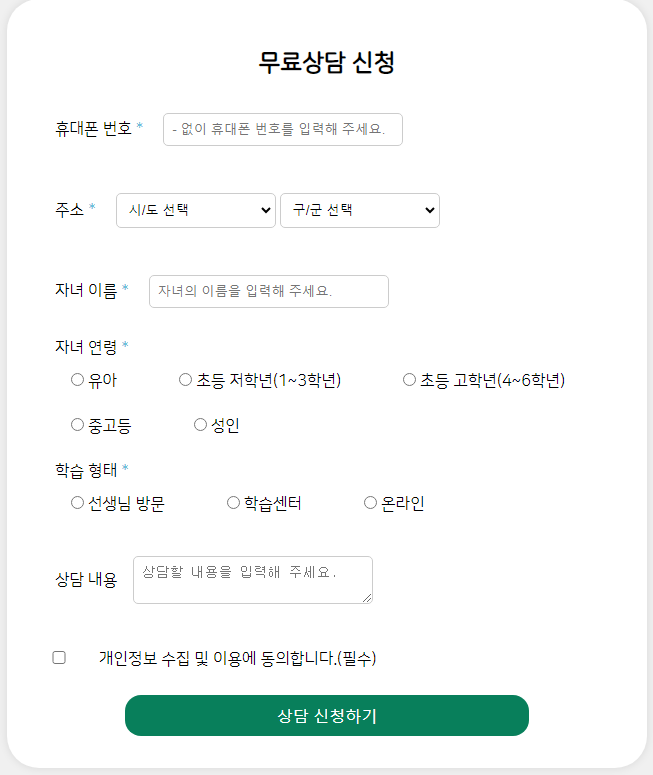 무료상담 신청
휴대폰 번호 * - 없이 휴대폰 번호를 입력해 주세요.
주소 * 시/도 선택 구/군 선택
자녀 이름 * 자녀의 이름을 입력해 주세요.
자녀 연령 *
유아 초등 저학년(1~3학년) 초등 고학년(4~6학년)
중고등 성인
학습 형태 *
선생님 방문 학습센터 온라인
상담 내용 상담할 내용을 입력해 주세요.
개인정보 수집 및 이용에 동의합니다.(필수)
상담 신청하기